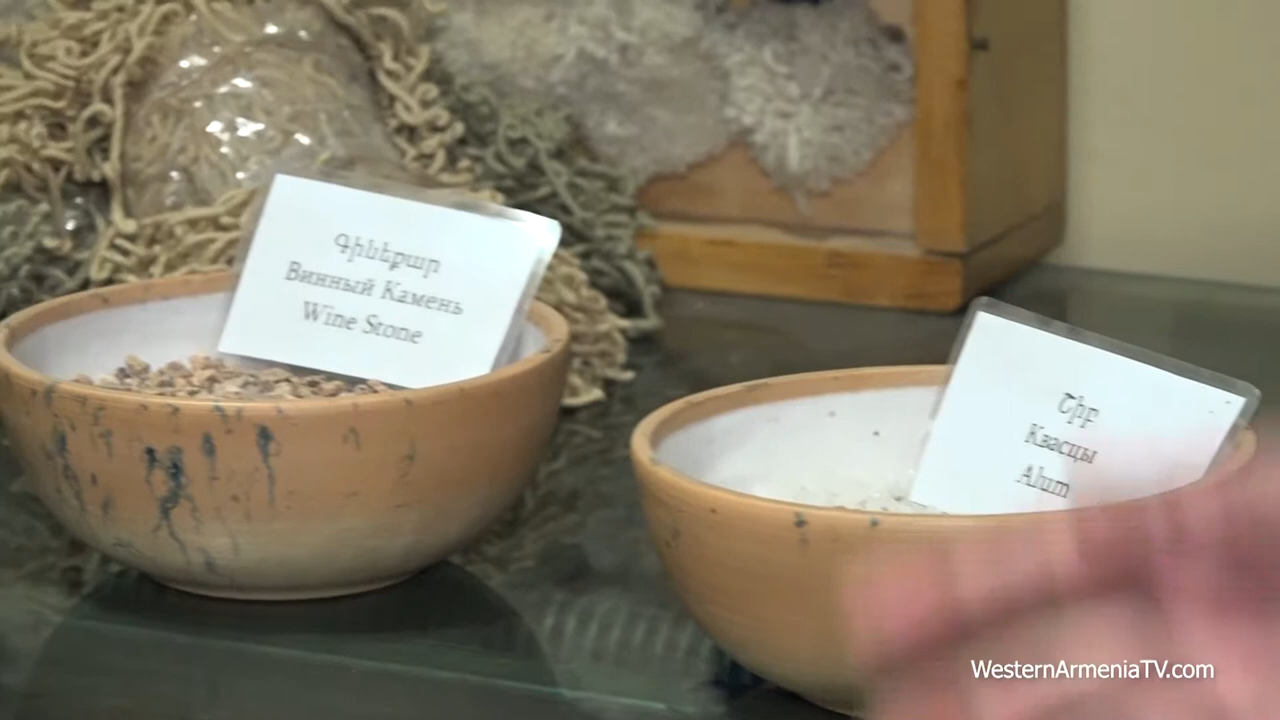 Գինեքար
Винный Камень
Wine Stone
Շիբ
Квасцы
Alum
WesternArmeniaTV.com